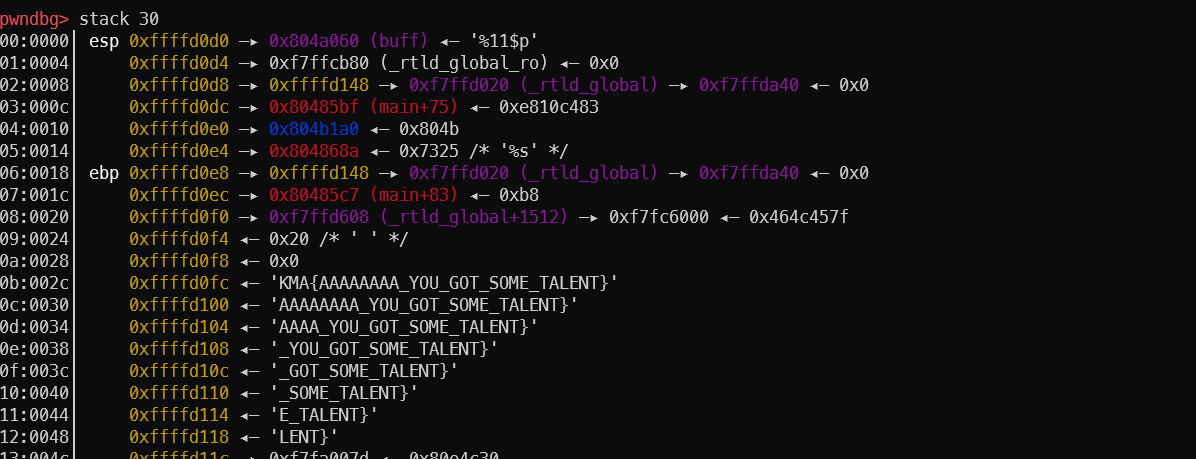 pwndbg> stack 30
00:0000│ esp 0xffffd0d0 —▸ 0x804a060 (buff) ◂— '%11$p'
01:0004│     0xffffd0d4 —▸ 0xf7ffcb80 (_rtld_global_ro) ◂— 0x0
02:0008│     0xffffd0d8 —▸ 0xffffd148 —▸ 0xf7ffd020 (_rtld_global) —▸ 0xf7ffda40 ◂— 0x0
03:000c│     0xffffd0dc —▸ 0x80485bf (main+75) ◂— 0xe810c483
04:0010│     0xffffd0e0 —▸ 0x804b1a0 ◂— 0x804b
05:0014│     0xffffd0e4 —▸ 0x804868a ◂— 0x7325 /* '%s' */
06:0018│ ebp 0xffffd0e8 —▸ 0xffffd148 —▸ 0xf7ffd020 (_rtld_global) —▸ 0xf7ffda40 ◂— 0x0
07:001c│     0xffffd0ec —▸ 0x80485c7 (main+83) ◂— 0xb8
08:0020│     0xffffd0f0 —▸ 0xf7ffd608 (_rtld_global+1512) —▸ 0xf7fc6000 ◂— 0x464c457f
09:0024│     0xffffd0f4 ◂— 0x20 /* ' ' */
0a:0028│     0xffffd0f8 ◂— 0x0
0b:002c│     0xffffd0fc ◂— 'KMA{AAAAAAAA_YOU_GOT_SOME_TALENT}'
0c:0030│     0xffffd100 ◂— 'AAAAAAAA_YOU_GOT_SOME_TALENT}'
0d:0034│     0xffffd104 ◂— 'AAAA_YOU_GOT_SOME_TALENT}'
0e:0038│     0xffffd108 ◂— '_YOU_GOT_SOME_TALENT}'
0f:003c│     0xffffd10c ◂— '_GOT_SOME_TALENT}'
10:0040│     0xffffd110 ◂— '_SOME_TALENT}'
11:0044│     0xffffd114 ◂— 'E_TALENT}'
12:0048│     0xffffd118 ◂— 'LENT}'
13:004c│     0xffffd11c —▸ 0xf7fa007d ◂— 0x80e4c30